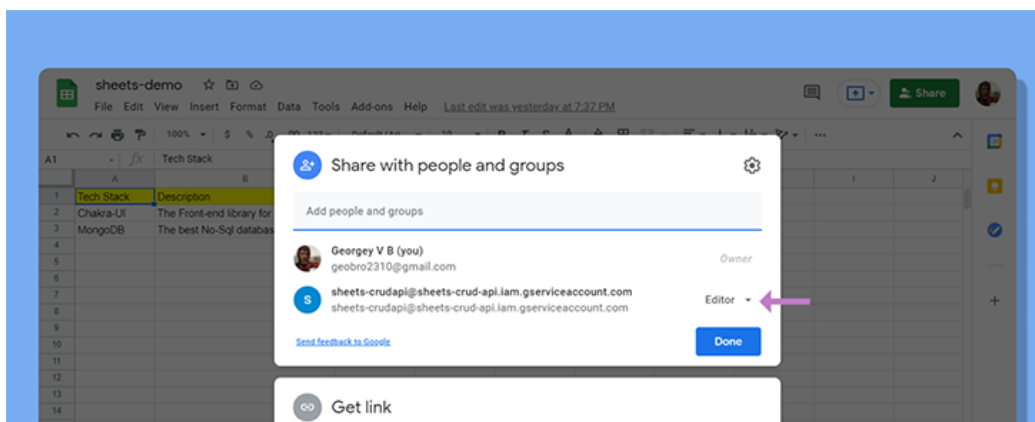 sheets-demo
File Edit View Insert Format Data Tools Add-ons Help Last edit was yesterday at 7:37 PM
Share
100% $ %
A1 fx Tech Stack
A B I J
1 Tech Stack Description
2 Chakra-UI The Front-end library for
3 MongoDB The best No-Sql databas
4
5
6
7
8
9
10
11
12
13
14
Share with people and groups
Add people and groups
Georgey V B (you)
geobro2310@gmail.com
Owner
S
sheets-crudapi@sheets-crud-api.iam.gserviceaccount.com
sheets-crudapi@sheets-crud-api.iam.gserviceaccount.com
Editor
Send feedback to Google
Done
Get link